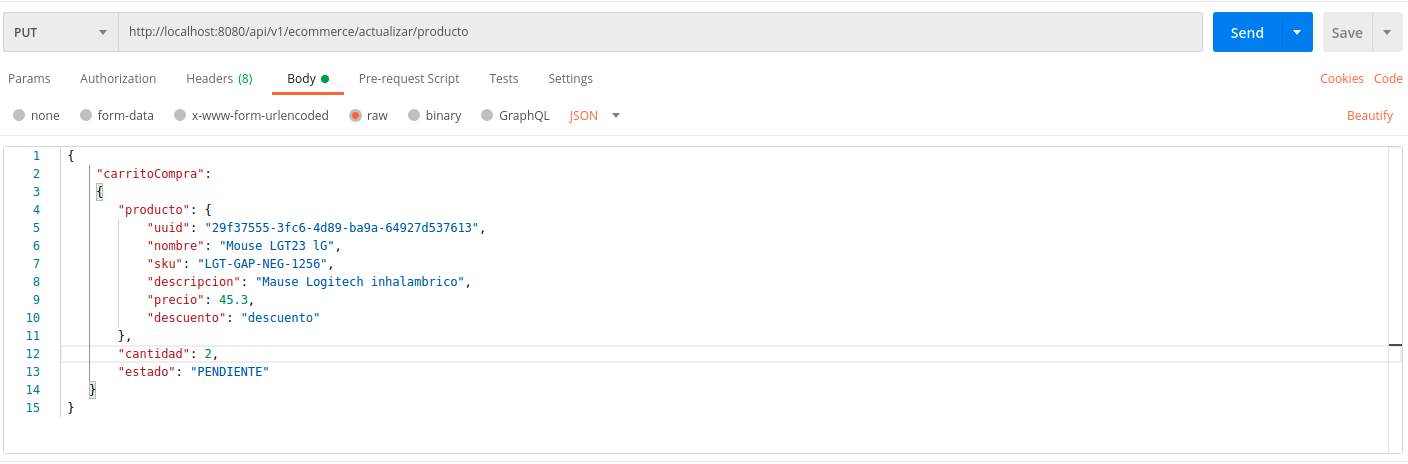 PUT http://localhost:8080/api/v1/ecommerce/actualizar/producto Send Save
Params Authorization Headers (8) Body Pre-request Script Tests Settings Cookies Code
none form-data x-www-form-urlencoded raw binary GraphQL JSON Beautify
1 {
2 "carritoCompra":
3 {
4 "producto": {
5 "uuid": "29f37555-3fc6-4d89-ba9a-64927d537613",
6 "nombre": "Mouse LGT23 lG",
7 "sku": "LGT-GAP-NEG-1256",
8 "descripcion": "Mause Logitech inhalambrico",
9 "precio": 45.3,
10 "descuento": "descuento"
11 },
12 "cantidad": 2,
13 "estado": "PENDIENTE"
14 }
15 }